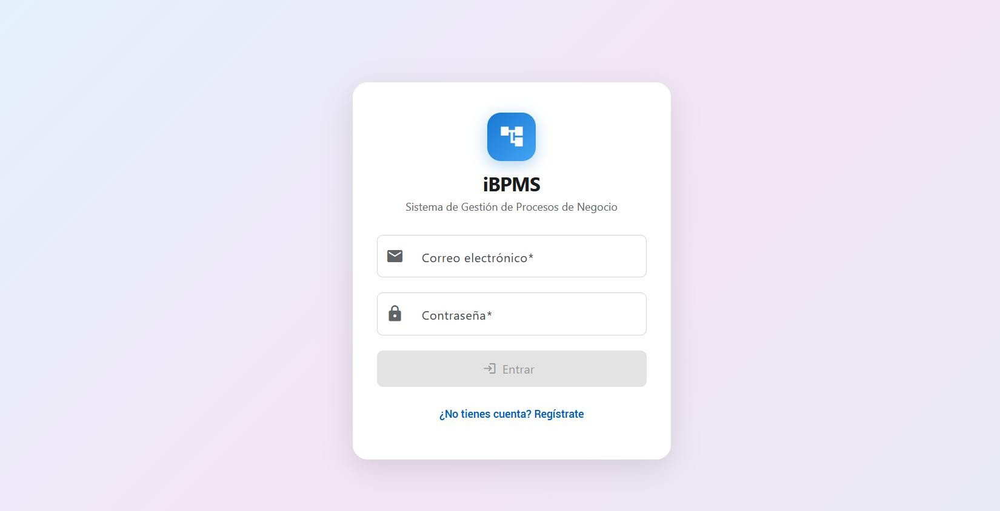 iBPMS
Sistema de Gestión de Procesos de Negocio
Correo electrónico*
Contraseña*
Entrar
¿No tienes cuenta? Regístrate